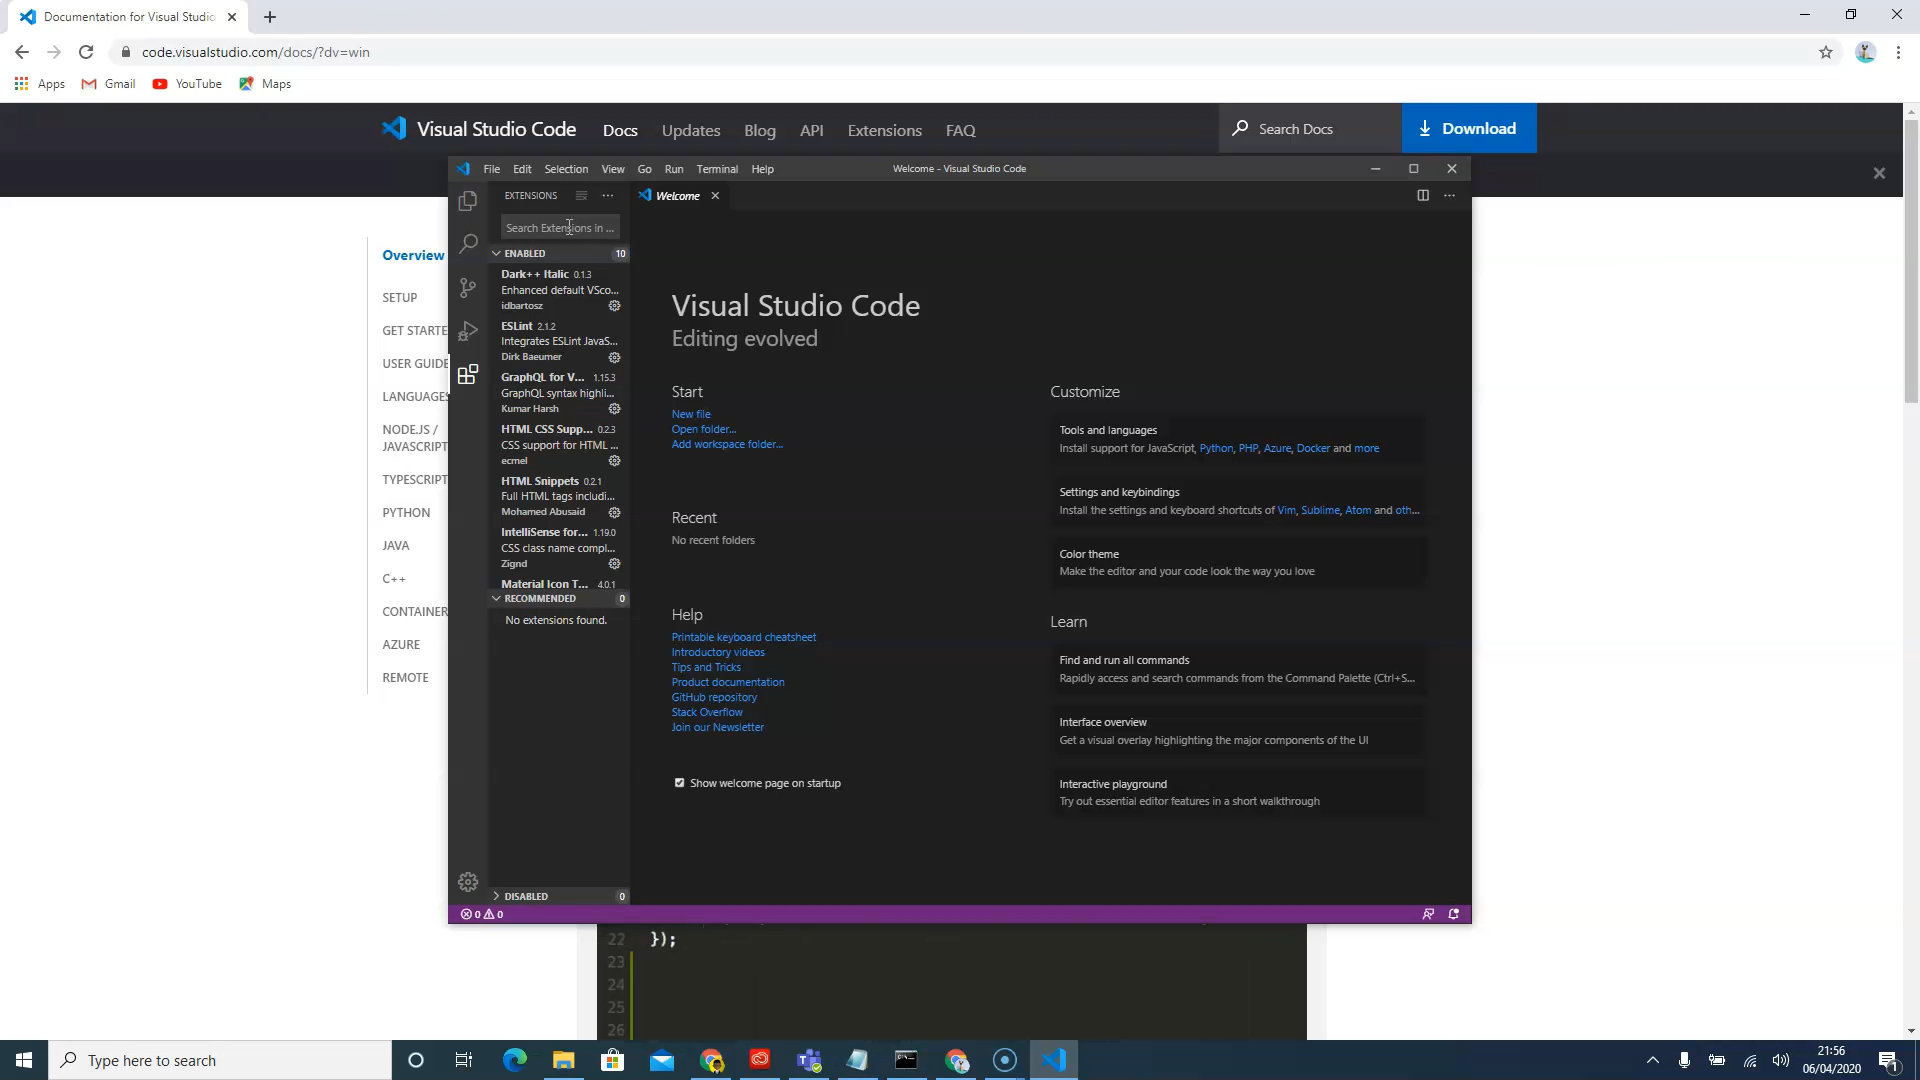 Documentation for Visual Studio
code.visualstudio.com/docs/?dv=win
Apps
Gmail
YouTube
Maps
Visual Studio Code
Docs
Updates
Blog
API
Extensions
FAQ
Search Docs
Download
Overview
SETUP
GET STARTE
USER GUIDE
LANGUAGES
NODE.JS /
JAVASCRIPT
TYPESCRIPT
PYTHON
JAVA
C++
CONTAINER
AZURE
REMOTE
File Edit Selection View Go Run Terminal Help
Welcome - Visual Studio Code
EXTENSIONS
Search Extensions in ...
ENABLED 10
Dark++ Italic 0.1.3
Enhanced default VSco...
idbartosz
ESLint 2.1.2
Integrates ESLint JavaS...
Dirk Baeumer
GraphQL for V... 1.15.3
GraphQL syntax highli...
Kumar Harsh
HTML CSS Supp... 0.2.3
CSS support for HTML ...
ecmel
HTML Snippets 0.2.1
Full HTML tags includi...
Mohamed Abusaid
IntelliSense for... 1.19.0
CSS class name compl...
Zignd
Material Icon T... 4.0.1
RECOMMENDED 0
No extensions found.
DISABLED 0
0 0
Welcome
Visual Studio Code
Editing evolved
Start
New file
Open folder...
Add workspace folder...
Recent
No recent folders
Help
Printable keyboard cheatsheet
Introductory videos
Tips and Tricks
Product documentation
GitHub repository
Stack Overflow
Join our Newsletter
Show welcome page on startup
Customize
Tools and languages
Install support for JavaScript, Python, PHP, Azure, Docker and more
Settings and keybindings
Install the settings and keyboard shortcuts of Vim, Sublime, Atom and oth...
Color theme
Make the editor and your code look the way you love
Learn
Find and run all commands
Rapidly access and search commands from the Command Palette (Ctrl+S...
Interface overview
Get a visual overlay highlighting the major components of the UI
Interactive playground
Try out essential editor features in a short walkthrough
22 });
23
24
25
26
Type here to search
21:56
06/04/2020
1